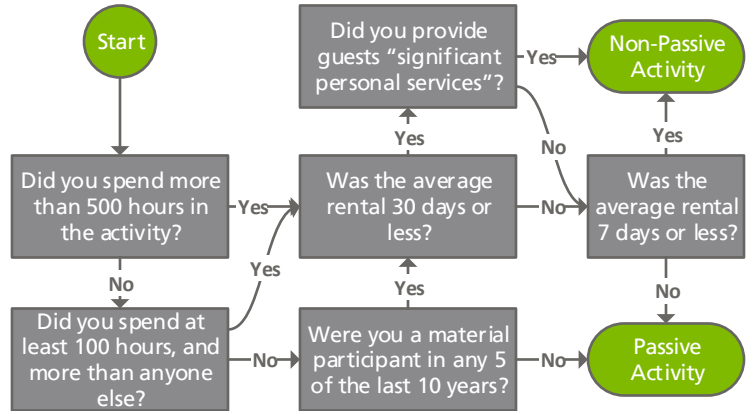 Start
Did you spend more
than 500 hours in
the activity?
Yes
No
Did you spend at
least 100 hours, and
more than anyone
else?
Yes
No
Were you a material
participant in any 5
of the last 10 years?
Yes
No
Was the average
rental 30 days or
less?
Yes
No
Did you provide
guests “significant
personal services”?
Yes
No
Was the
average rental
7 days or less?
Yes
No
Non-Passive
Activity
Passive
Activity